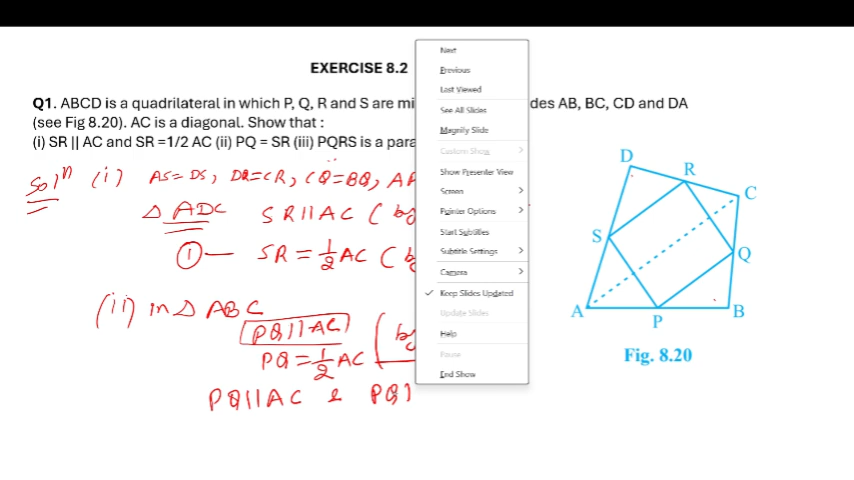 EXERCISE 8.2
Q1. ABCD is a quadrilateral in which P, Q, R and S are mi des AB, BC, CD and DA
(see Fig 8.20). AC is a diagonal. Show that :
(i) SR || AC and SR =1/2 AC (ii) PQ = SR (iii) PQRS is a para
Solⁿ (i) AS=DS, DR=CR, CQ=BQ, AP
△ ADC SR||AC (by
① — SR = 1/2 AC (by
(ii) in △ ABC
PQ||AC
PQ = 1/2 AC (by
PQ||AC & PQ
Next
Previous
Last Viewed
See All Slides
Magnify Slide
Custom Show
Show Presenter View
Screen
Pointer Options
Start Subtitles
Subtitle Settings
Camera
Keep Slides Updated
Update Slides
Help
Pause
End Show
D
R
C
S
Q
A
P
B
Fig. 8.20